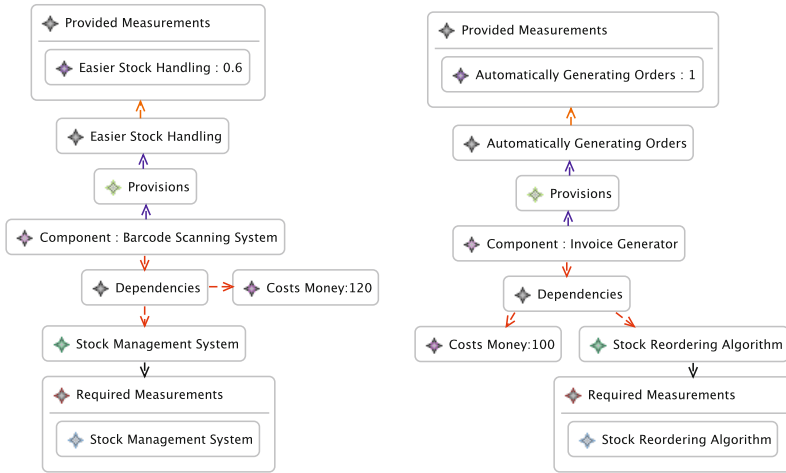 Provided Measurements
Easier Stock Handling : 0.6
Easier Stock Handling
Provisions
Component : Barcode Scanning System
Dependencies
Costs Money:120
Stock Management System
Required Measurements
Stock Management System
Provided Measurements
Automatically Generating Orders : 1
Automatically Generating Orders
Provisions
Component : Invoice Generator
Dependencies
Costs Money:100
Stock Reordering Algorithm
Required Measurements
Stock Reordering Algorithm